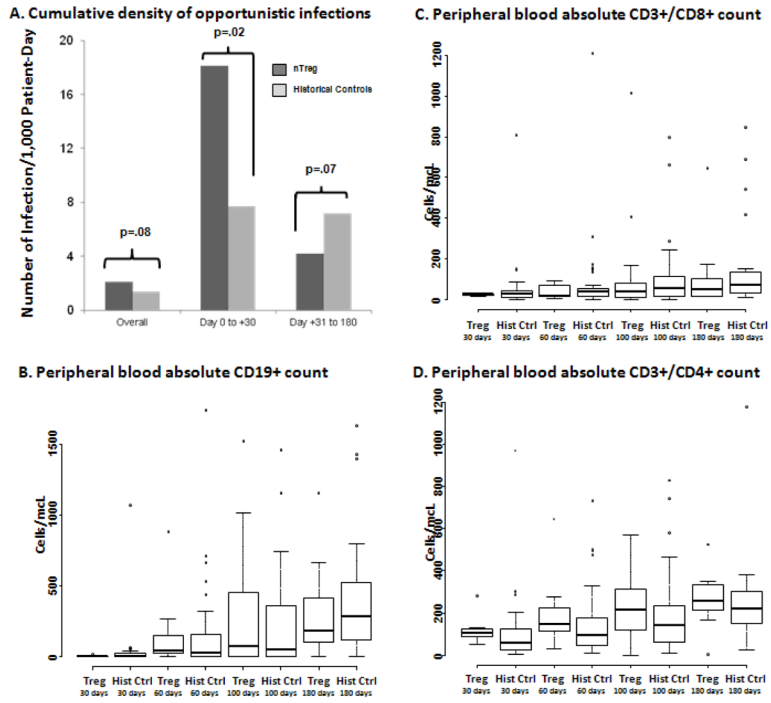 A. Cumulative density of opportunistic infections
Number of Infection/1,000 Patient-Day
20
16
12
8
4
0
p=.08
p=.02
p=.07
nTreg
Historical Controls
Overall
Day 0 to +30
Day +31 to 180
C. Peripheral blood absolute CD3+/CD8+ count
Cells/mcL
1200
1000
800
600
400
200
0
Treg Hist Ctrl Treg Hist Ctrl Treg Hist Ctrl Treg Hist Ctrl
30 days 30 days 60 days 60 days 100 days 100 days 180 days 180 days
B. Peripheral blood absolute CD19+ count
Cells/mcL
1500
1000
500
0
Treg Hist Ctrl Treg Hist Ctrl Treg Hist Ctrl Treg Hist Ctrl
30 days 30 days 60 days 60 days 100 days 100 days 180 days 180 days
D. Peripheral blood absolute CD3+/CD4+ count
Cells/mcL
1200
1000
800
600
400
200
0
Treg Hist Ctrl Treg Hist Ctrl Treg Hist Ctrl Treg Hist Ctrl
30 days 30 days 60 days 60 days 100 days 100 days 180 days 180 days